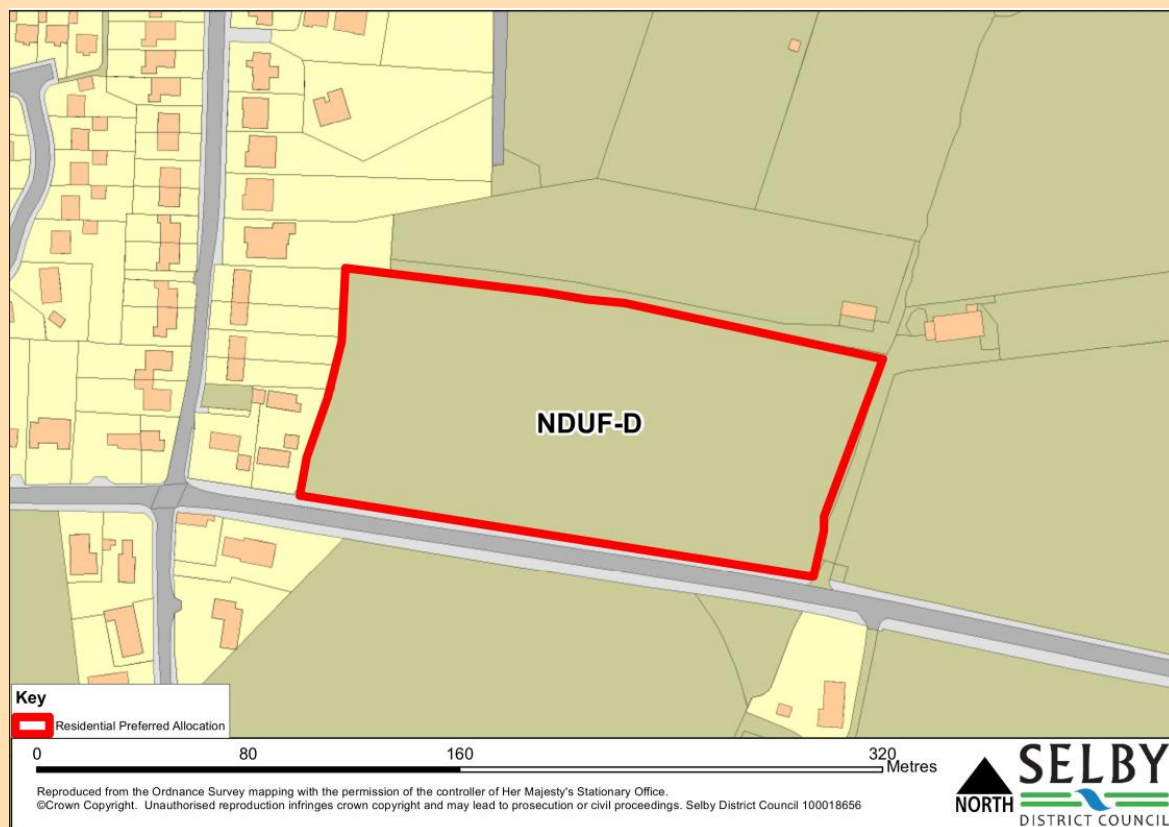 NDUF-D
Key
Residential Preferred Allocation
0 80 160 320
Metres
Reproduced from the Ordnance Survey mapping with the permission of the controller of Her Majesty's Stationary Office.
©Crown Copyright. Unauthorised reproduction infringes crown copyright and may lead to prosecution or civil proceedings. Selby District Council 100018656
NORTH
SELBY
DISTRICT COUNCIL